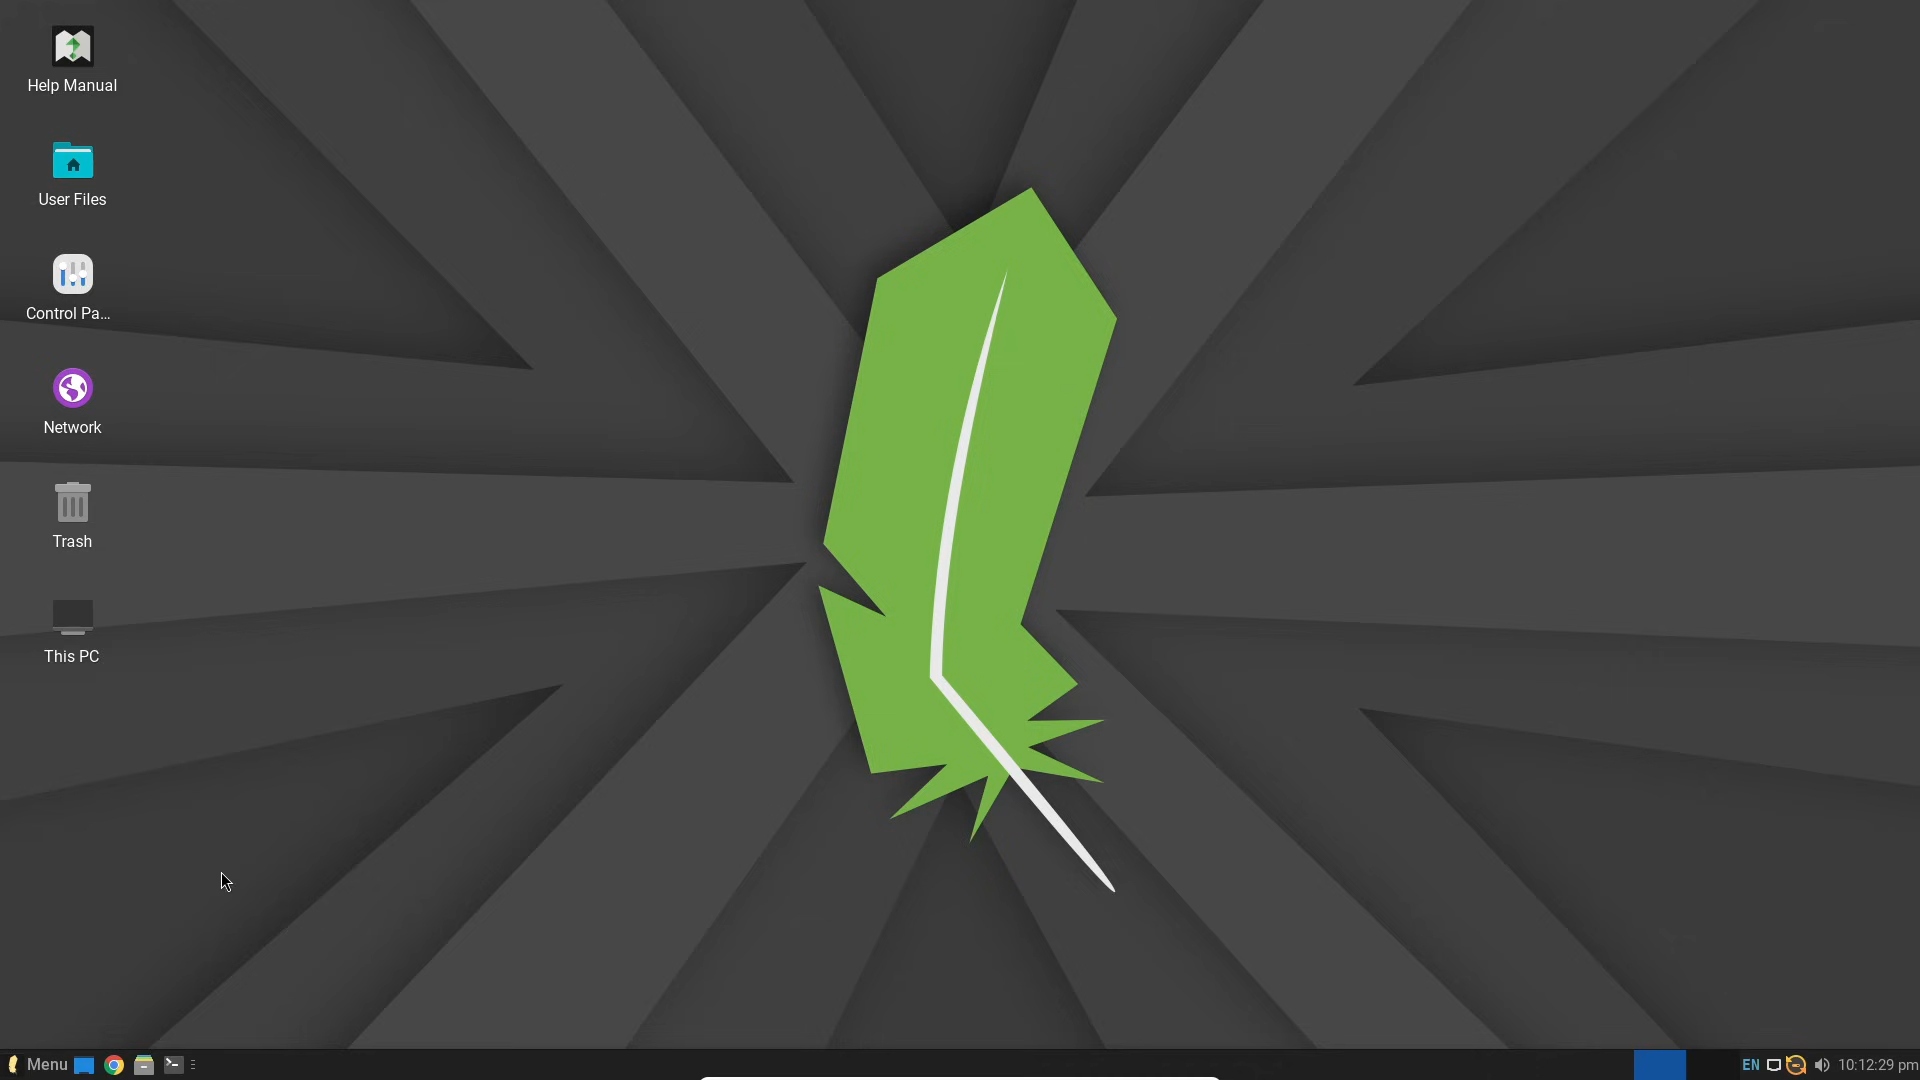 Help Manual
User Files
Control Pa...
Network
Trash
This PC
Menu
EN
10:12:29 pm